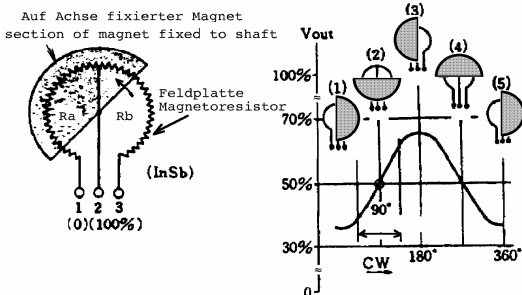 Auf Achse fixierter Magnet
section of magnet fixed to shaft
Feldplatte
Magnetoresistor
Ra
Rb
(InSb)
1 2 3
(0)(100%)
Vout
100%
70%
50%
30%
0
(1)
(2)
(3)
(4)
(5)
90°
CW
180°
360°